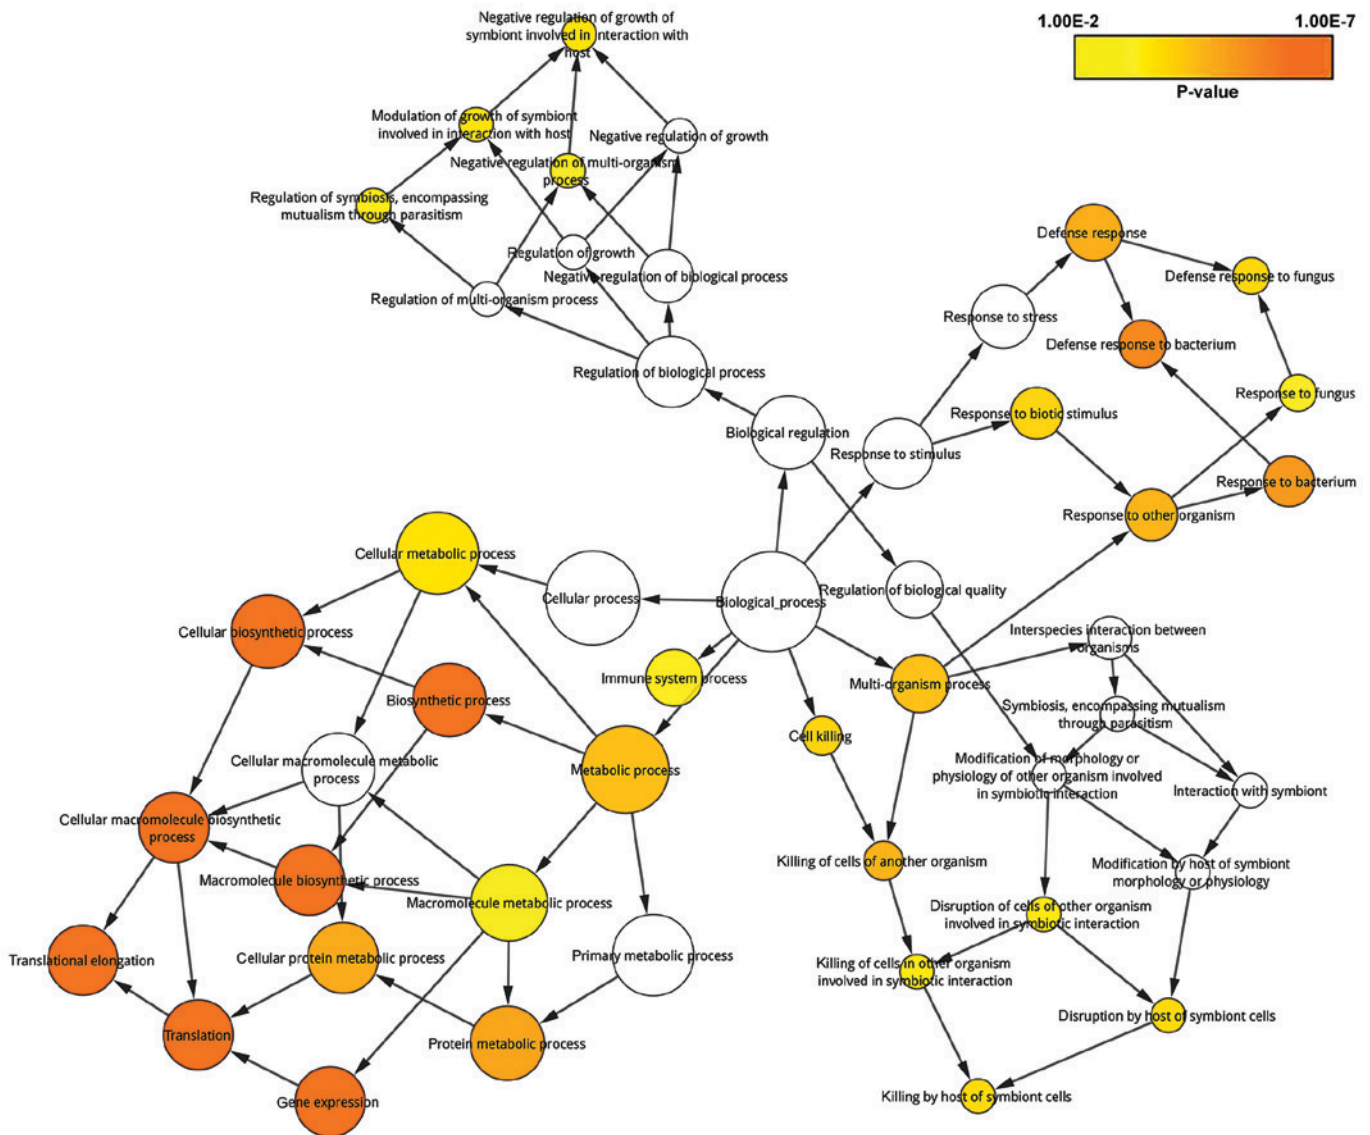 1.00E-2
1.00E-7
P-value
Negative regulation of growth of
symbiont involved in interaction with
host
Modulation of growth of symbiont
involved in interaction with host
Negative regulation of growth
Negative regulation of multi-organism
process
Regulation of symbiosis, encompassing
mutualism through parasitism
Regulation of growth
Negative regulation of biological process
Regulation of multi-organism process
Regulation of biological process
Biological regulation
Defense response
Defense response to fungus
Response to stress
Defense response to bacterium
Response to fungus
Response to biotic stimulus
Response to stimulus
Response to bacterium
Response to other organism
Cellular metabolic process
Cellular process
Biological_process
Regulation of biological quality
Cellular biosynthetic process
Interspecies interaction between
organisms
Immune system process
Multi-organism process
Biosynthetic process
Symbiosis, encompassing mutualism
through parasitism
Cell killing
Cellular macromolecule metabolic
process
Metabolic process
Modification of morphology or
physiology of other organism involved
in symbiotic interaction
Interaction with symbiont
Cellular macromolecule biosynthetic
process
Killing of cells of another organism
Modification by host of symbiont
morphology or physiology
Macromolecule biosynthetic process
Macromolecule metabolic process
Disruption of cells of other organism
involved in symbiotic interaction
Translational elongation
Cellular protein metabolic process
Primary metabolic process
Killing of cells in other organism
involved in symbiotic interaction
Disruption by host of symbiont cells
Translation
Protein metabolic process
Gene expression
Killing by host of symbiont cells